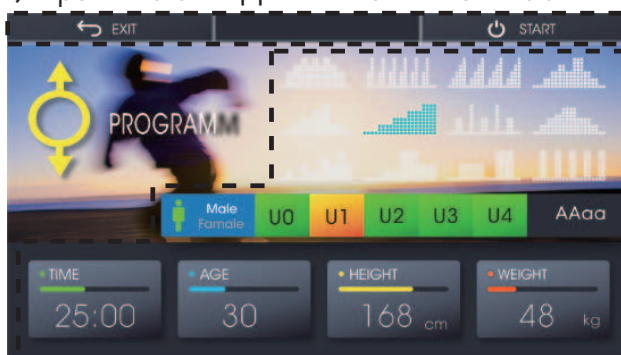 EXIT
START
PROGRAMM
Male
Famale
U0
U1
U2
U3
U4
AAaa
TIME
AGE
HEIGHT
WEIGHT
25:00
30
168 cm
48 kg